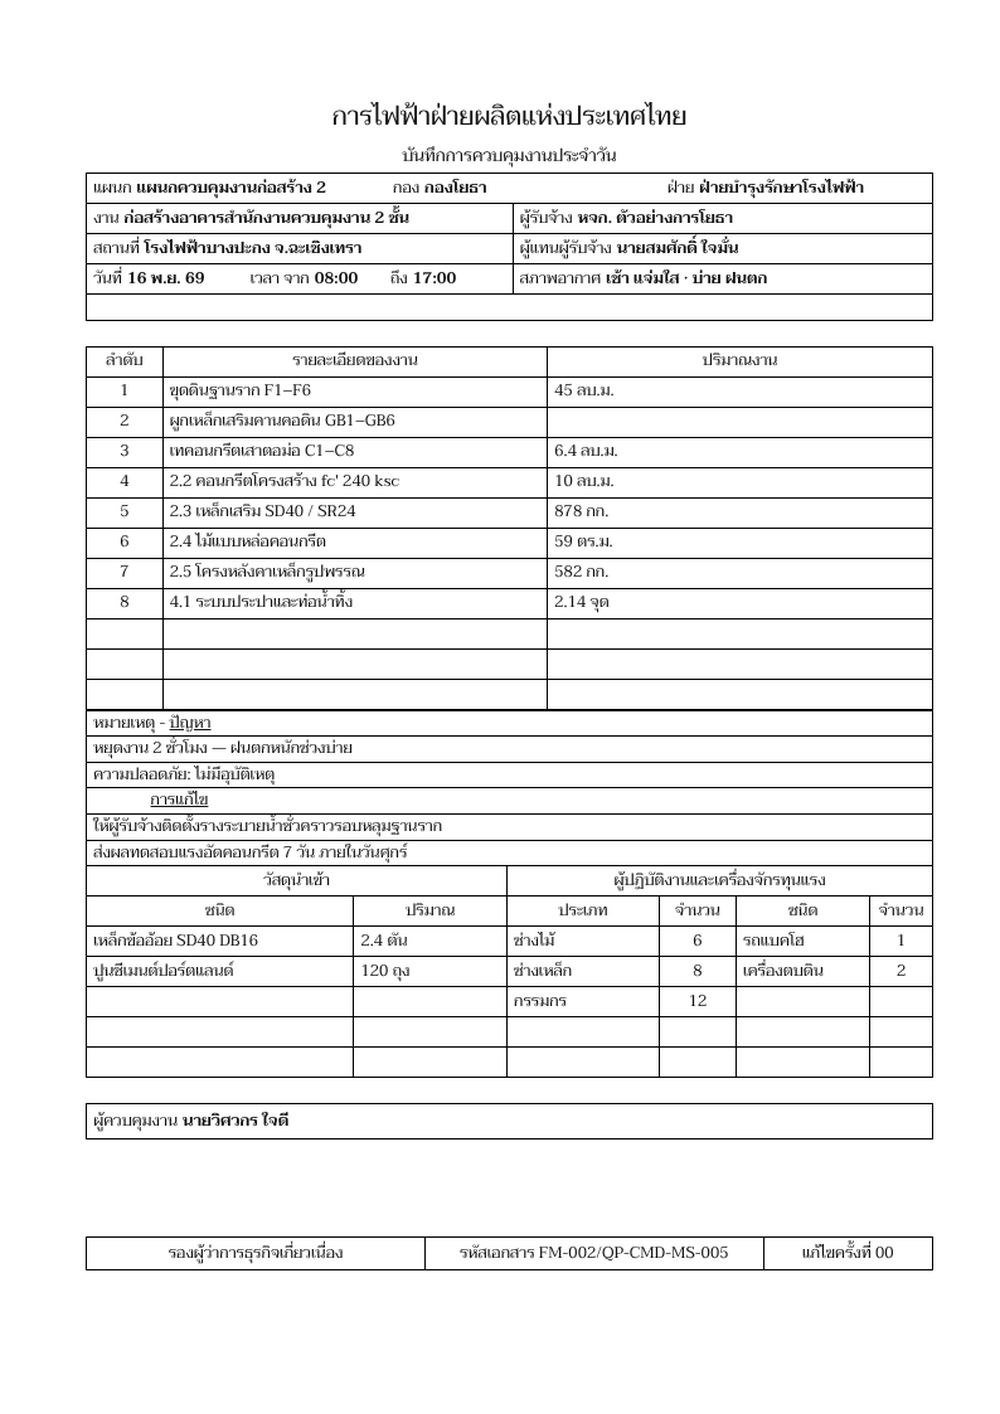 การไฟฟ้าฝ่ายผลิตแห่งประเทศไทย
บันทึกการควบคุมงานประจำวัน
แผนก แผนกควบคุมงานก่อสร้าง 2 กอง กองโยธา ฝ่าย ฝ่ายบำรุงรักษาโรงไฟฟ้า
งาน ก่อสร้างอาคารสำนักงานควบคุมงาน 2 ชั้น ผู้รับจ้าง หจก. ตัวอย่างการโยธา
สถานที่ โรงไฟฟ้าบางปะกง จ.ฉะเชิงเทรา ผู้แทนผู้รับจ้าง นายสมศักดิ์ ใจมั่น
วันที่ 16 พ.ย. 69 เวลา จาก 08:00 ถึง 17:00 สภาพอากาศ เช้า แจ่มใส · บ่าย ฝนตก
ลำดับ รายละเอียดของงาน ปริมาณงาน
1 ขุดดินฐานราก F1–F6 45 ลบ.ม.
2 ผูกเหล็กเสริมคานคอดิน GB1–GB6
3 เทคอนกรีตเสาตอม่อ C1–C8 6.4 ลบ.ม.
4 2.2 คอนกรีตโครงสร้าง fc' 240 ksc 10 ลบ.ม.
5 2.3 เหล็กเสริม SD40 / SR24 878 กก.
6 2.4 ไม้แบบหล่อคอนกรีต 59 ตร.ม.
7 2.5 โครงหลังคาเหล็กรูปพรรณ 582 กก.
8 4.1 ระบบประปาและท่อน้ำทิ้ง 2.14 จุด
หมายเหตุ - ปัญหา
หยุดงาน 2 ชั่วโมง — ฝนตกหนักช่วงบ่าย
ความปลอดภัย: ไม่มีอุบัติเหตุ
การแก้ไข
ให้ผู้รับจ้างติดตั้งรางระบายน้ำชั่วคราวรอบหลุมฐานราก
ส่งผลทดสอบแรงอัดคอนกรีต 7 วัน ภายในวันศุกร์
วัสดุนำเข้า ผู้ปฏิบัติงานและเครื่องจักรทุนแรง
ชนิด ปริมาณ ประเภท จำนวน ชนิด จำนวน
เหล็กข้ออ้อย SD40 DB16 2.4 ตัน ช่างไม้ 6 รถแบคโฮ 1
ปูนซีเมนต์ปอร์ตแลนด์ 120 ถุง ช่างเหล็ก 8 เครื่องตบดิน 2
กรรมกร 12
ผู้ควบคุมงาน นายวิศวกร ใจดี
รองผู้ว่าการธุรกิจเกี่ยวเนื่อง รหัสเอกสาร FM-002/QP-CMD-MS-005 แก้ไขครั้งที่ 00